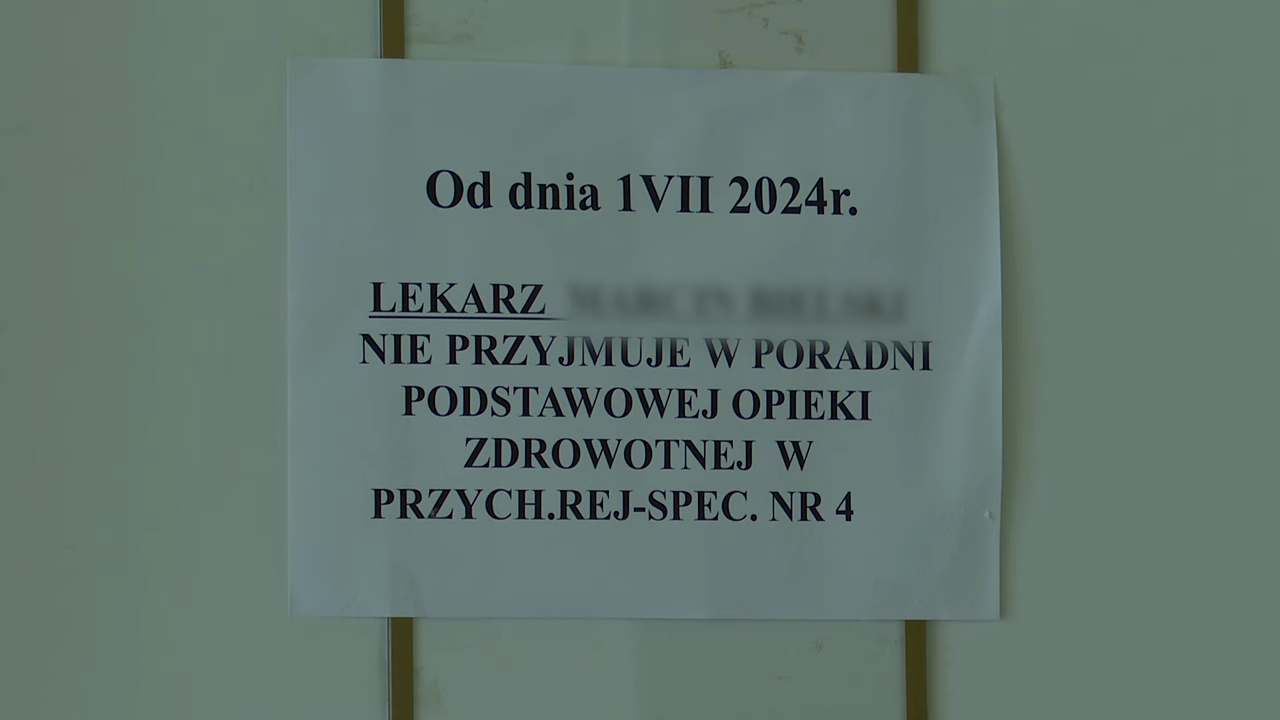 Od dnia 1VII 2024r.
LEKARZ
NIE PRZYJMUJE W PORADNI
PODSTAWOWEJ OPIEKI
ZDROWOTNEJ W
PRZYCH.REJ-SPEC. NR 4